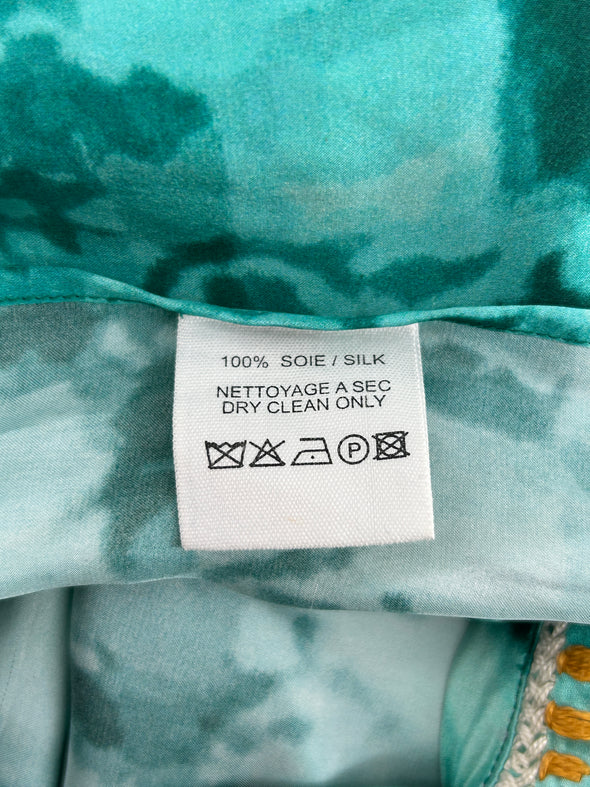 100% SOIE / SILK
NETTOYAGE A SEC
DRY CLEAN ONLY
P